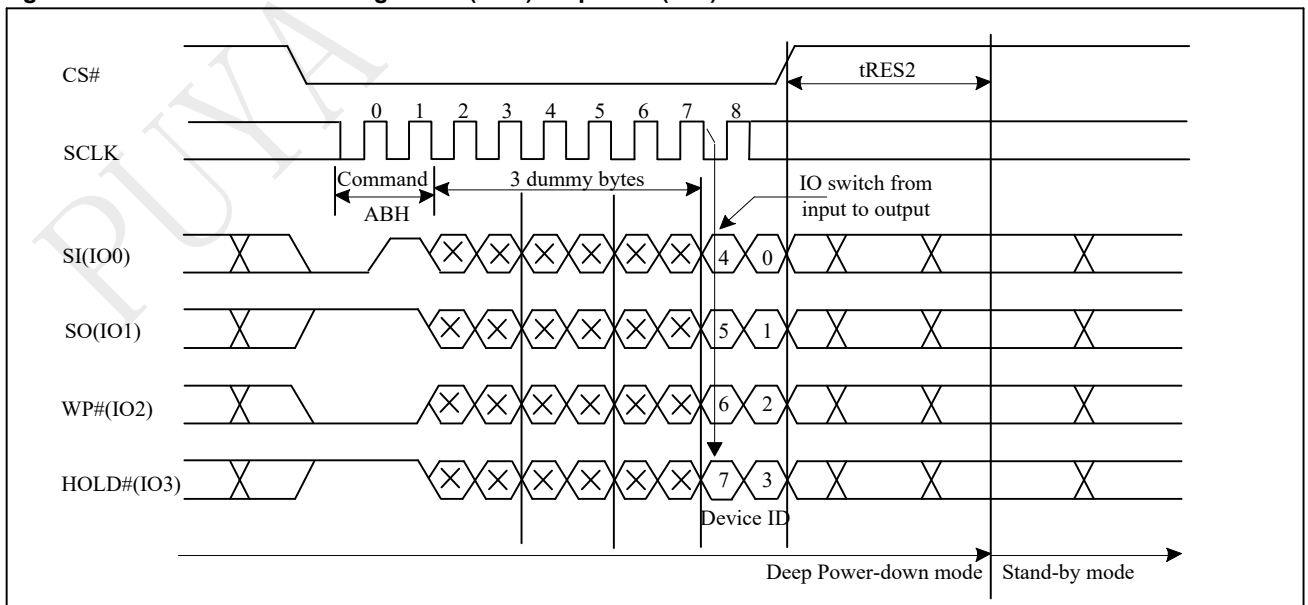 PUYA
CS#
tRES2
0 1 2 3 4 5 6 7 8
SCLK
Command
3 dummy bytes
IO switch from
input to output
ABH
SI(IO0)
4 0
SO(IO1)
5 1
WP#(IO2)
6 2
HOLD#(IO3)
7 3
Device ID
Deep Power-down mode Stand-by mode